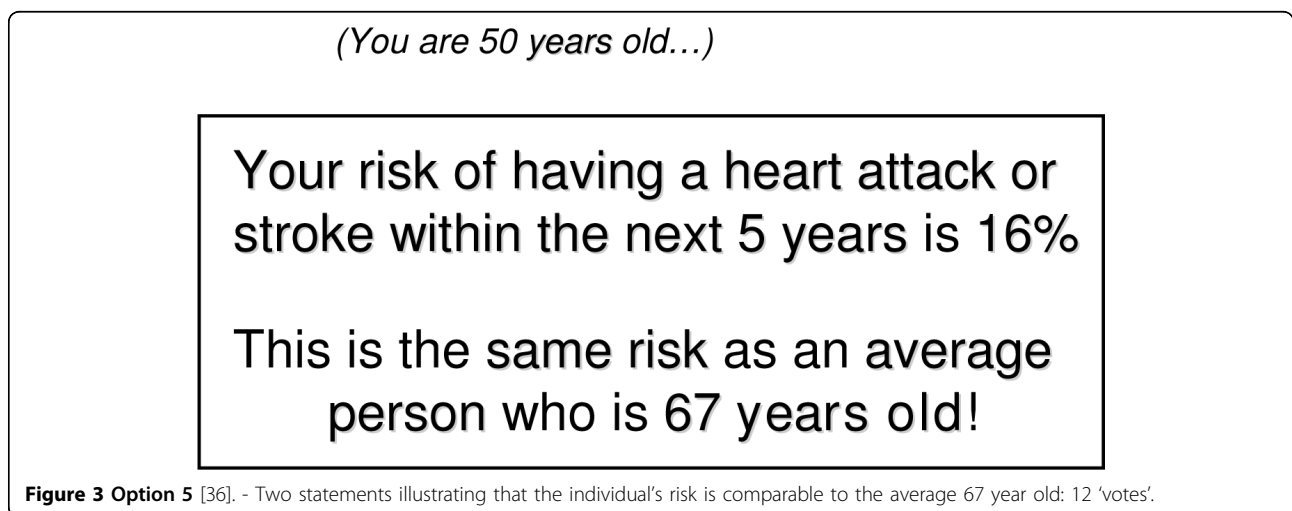 (You are 50 years old…)
Your risk of having a heart attack or
stroke within the next 5 years is 16%
This is the same risk as an average
person who is 67 years old!
Figure 3 Option 5 [36]. - Two statements illustrating that the individual’s risk is comparable to the average 67 year old: 12 ‘votes’.